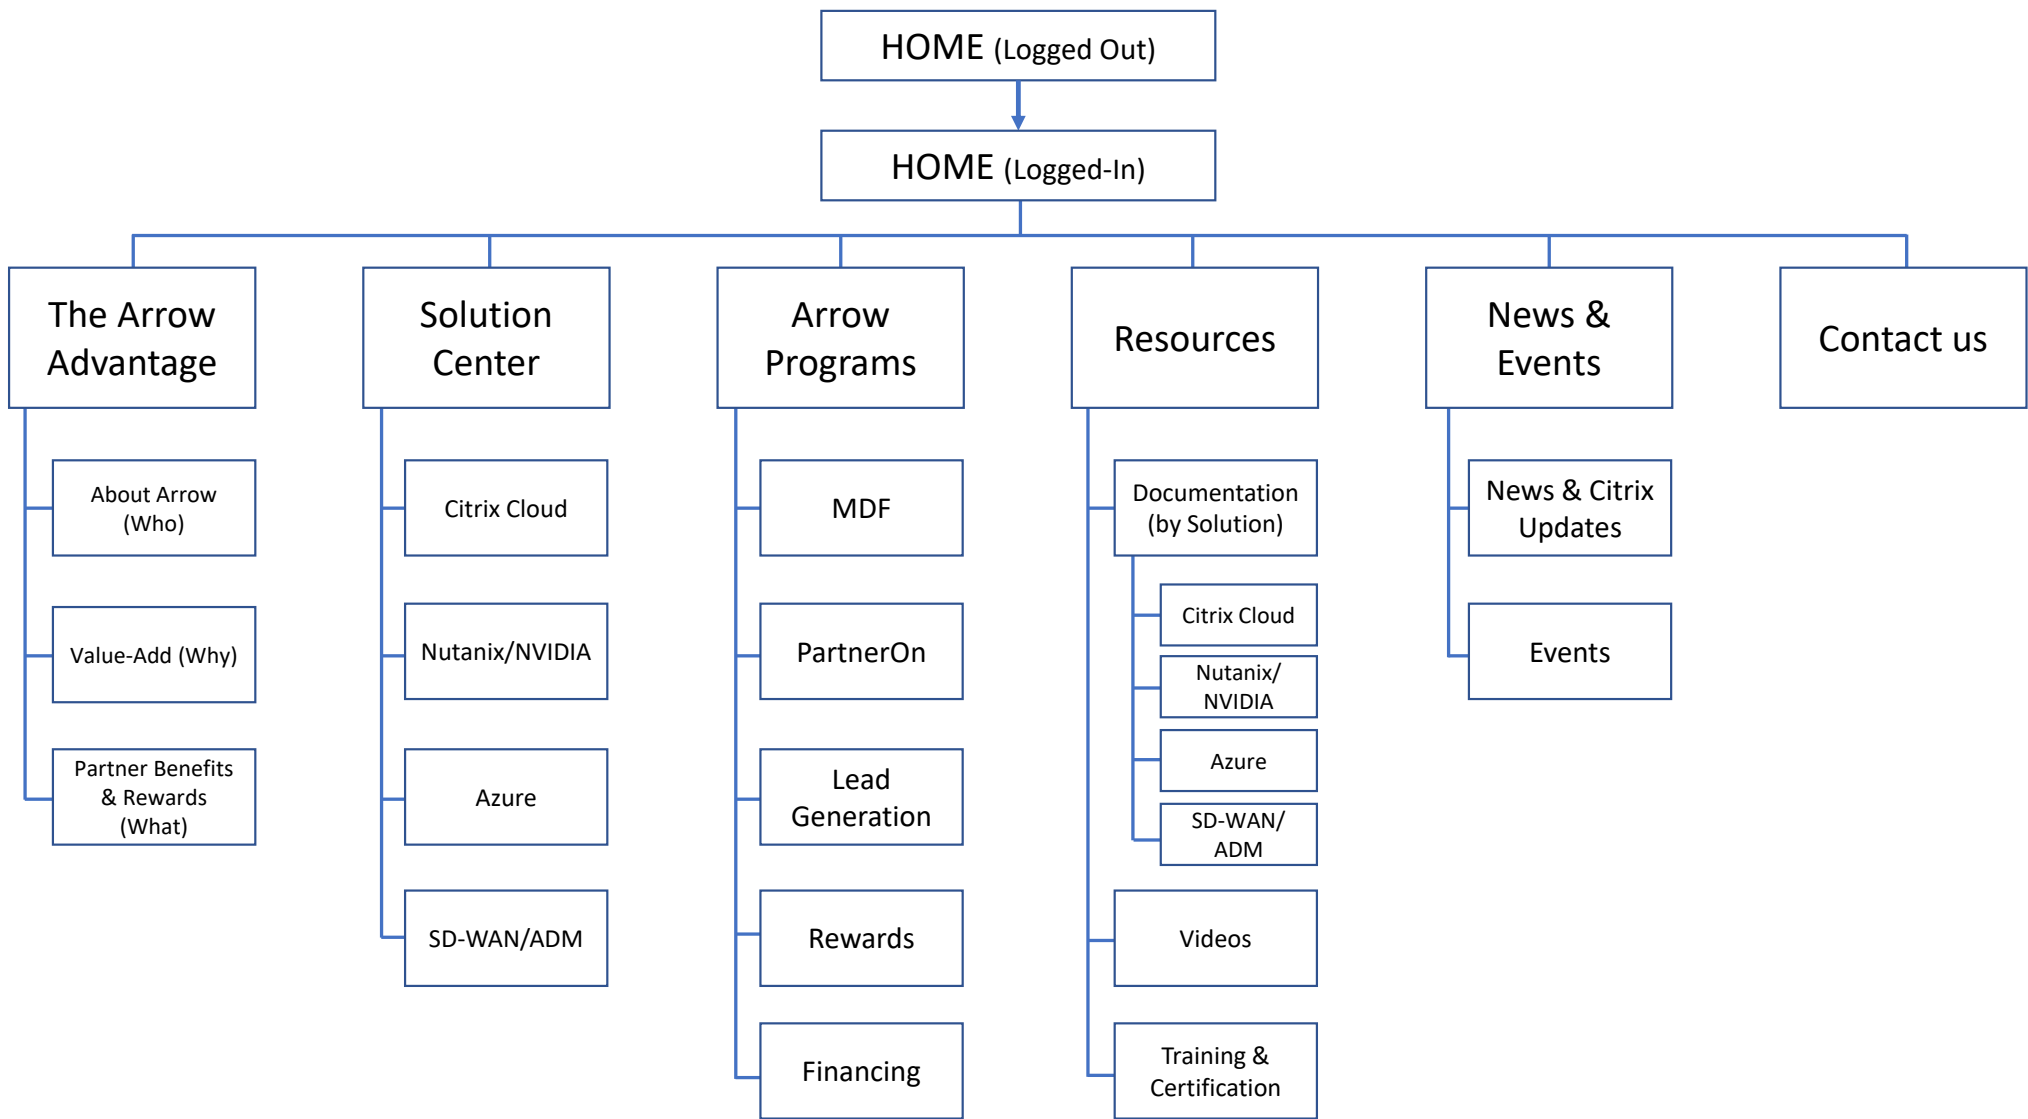 HOME (Logged Out)
HOME (Logged-In)
The Arrow
Advantage
Solution
Center
Arrow
Programs
Resources
News &
Events
Contact us
About Arrow
(Who)
Value-Add (Why)
Partner Benefits
& Rewards
(What)
Citrix Cloud
Nutanix/NVIDIA
Azure
SD-WAN/ADM
MDF
PartnerOn
Lead
Generation
Rewards
Financing
Documentation
(by Solution)
Citrix Cloud
Nutanix/
NVIDIA
Azure
SD-WAN/
ADM
Videos
Training &
Certification
News & Citrix
Updates
Events